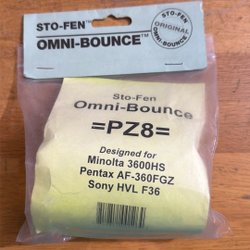 STO-FEN™
OMNI-BOUNCE™
STO-FEN
ORIGINAL
OMNI-BOUNCE
Sto-Fen
Omni-Bounce
=PZ8=
Designed for
Minolta 3600HS
Pentax AF-360FGZ
Sony HVL F36